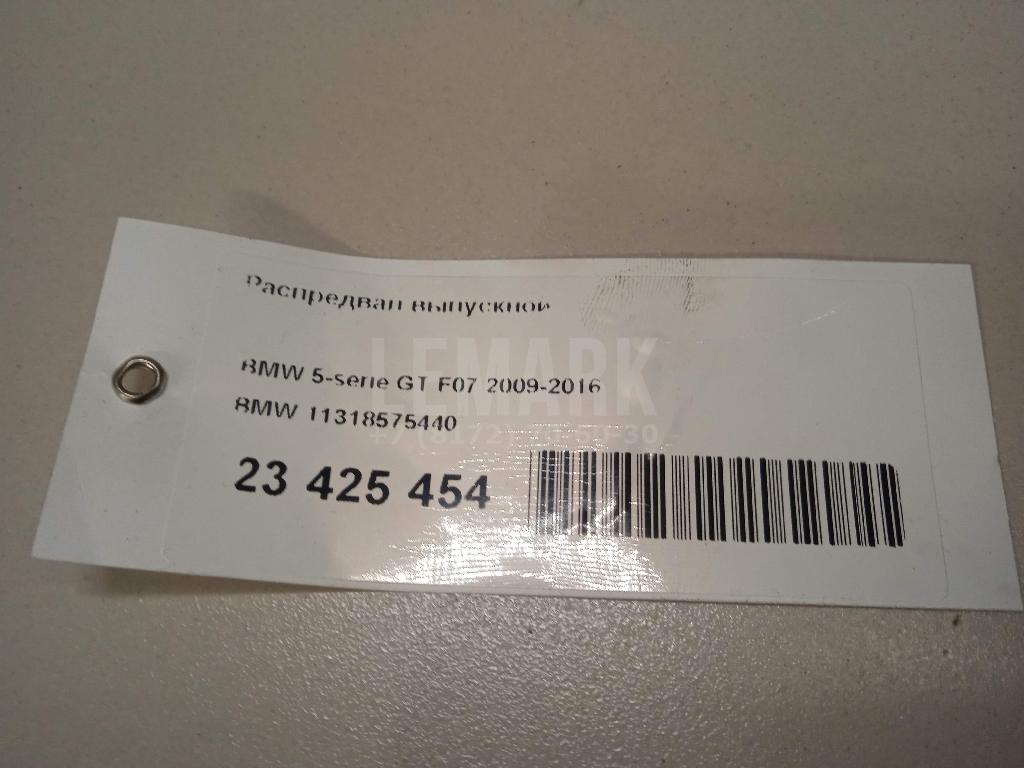 Распредвал выпускной
BMW 5-serie GT F07 2009-2016
BMW 11318575440
23 425 454
LEMARK